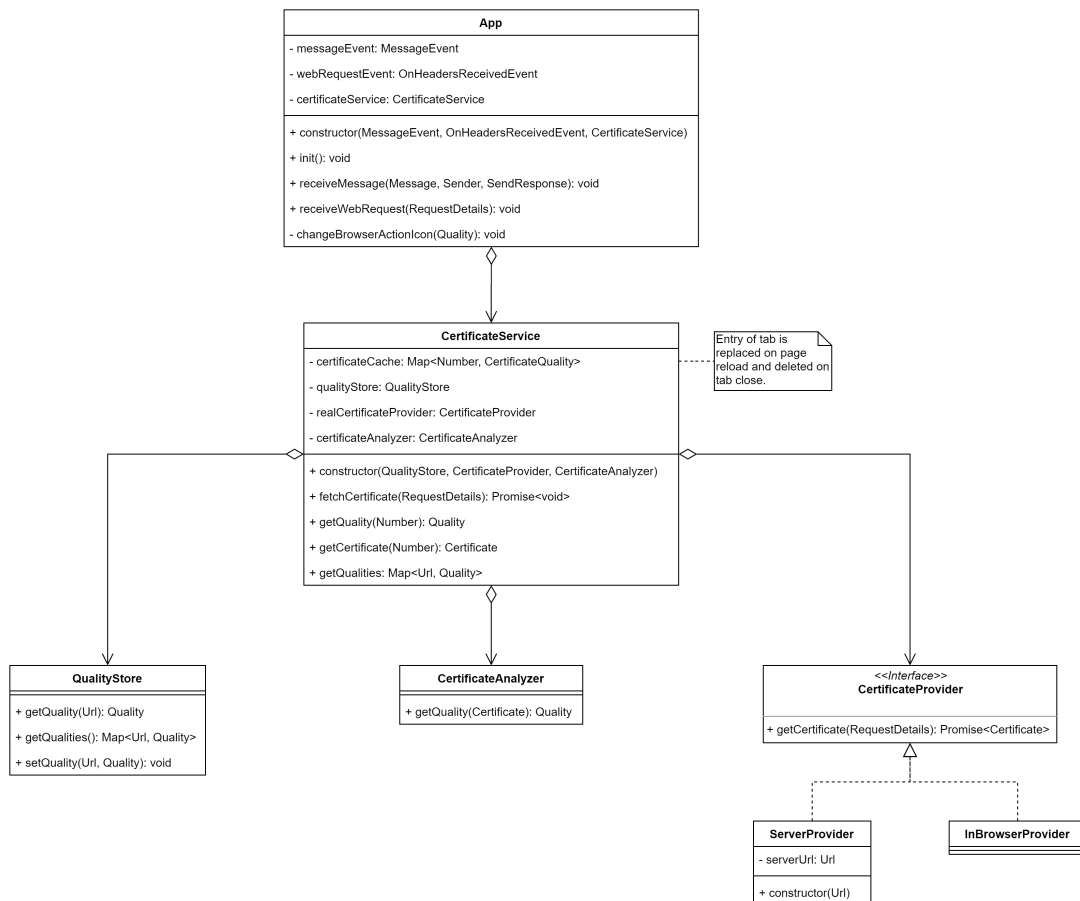 App
- messageEvent: MessageEvent
- webRequestEvent: OnHeadersReceivedEvent
- certificateService: CertificateService
+ constructor(MessageEvent, OnHeadersReceivedEvent, CertificateService)
+ init(): void
+ receiveMessage(Message, Sender, SendResponse): void
+ receiveWebRequest(RequestDetails): void
- changeBrowserActionIcon(Quality): void
CertificateService
- certificateCache: Map<Number, CertificateQuality>
- qualityStore: QualityStore
- realCertificateProvider: CertificateProvider
- certificateAnalyzer: CertificateAnalyzer
+ constructor(QualityStore, CertificateProvider, CertificateAnalyzer)
+ fetchCertificate(RequestDetails): Promise<void>
+ getQuality(Number): Quality
+ getCertificate(Number): Certificate
+ getQualities: Map<Url, Quality>
Entry of tab is
replaced on page
reload and deleted on
tab close.
QualityStore
+ getQuality(Url): Quality
+ getQualities(): Map<Url, Quality>
+ setQuality(Url, Quality): void
CertificateAnalyzer
+ getQuality(Certificate): Quality
<<Interface>>
CertificateProvider
+ getCertificate(RequestDetails): Promise<Certificate>
ServerProvider
- serverUrl: Url
+ constructor(Url)
InBrowserProvider